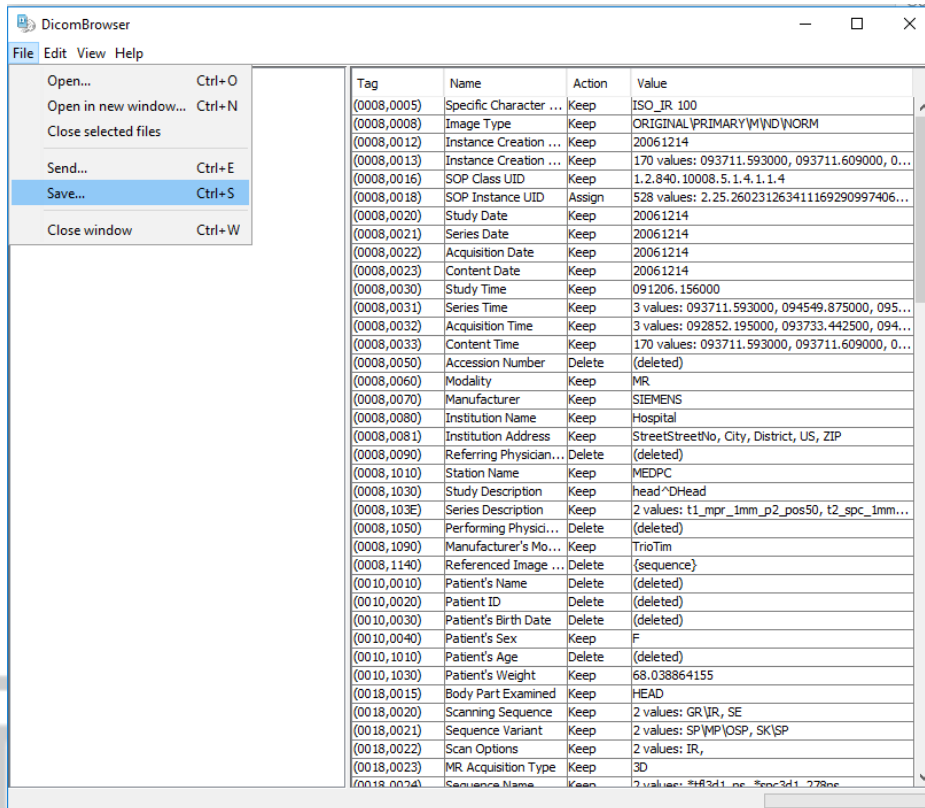 DicomBrowser
File Edit View Help
Open... Ctrl+O
Open in new window... Ctrl+N
Close selected files
Send... Ctrl+E
Save... Ctrl+S
Close window Ctrl+W
Tag Name Action Value
(0008,0005) Specific Character ... Keep ISO_IR 100
(0008,0008) Image Type Keep ORIGINAL\PRIMARY\M\ND\NORM
(0008,0012) Instance Creation ... Keep 20061214
(0008,0013) Instance Creation ... Keep 170 values: 093711.593000, 093711.609000, 0...
(0008,0016) SOP Class UID Keep 1.2.840.10008.5.1.4.1.1.4
(0008,0018) SOP Instance UID Assign 528 values: 2.25.260231263411169290997406...
(0008,0020) Study Date Keep 20061214
(0008,0021) Series Date Keep 20061214
(0008,0022) Acquisition Date Keep 20061214
(0008,0023) Content Date Keep 20061214
(0008,0030) Study Time Keep 091206.156000
(0008,0031) Series Time Keep 3 values: 093711.593000, 094549.875000, 095...
(0008,0032) Acquisition Time Keep 3 values: 092852.195000, 093733.442500, 094...
(0008,0033) Content Time Keep 170 values: 093711.593000, 093711.609000, 0...
(0008,0050) Accession Number Delete (deleted)
(0008,0060) Modality Keep MR
(0008,0070) Manufacturer Keep SIEMENS
(0008,0080) Institution Name Keep Hospital
(0008,0081) Institution Address Keep StreetStreetNo, City, District, US, ZIP
(0008,0090) Referring Physician... Delete (deleted)
(0008,1010) Station Name Keep MEDPC
(0008,1030) Study Description Keep head^DHead
(0008,103E) Series Description Keep 2 values: t1_mpr_1mm_p2_pos50, t2_spc_1mm...
(0008,1050) Performing Physici... Delete (deleted)
(0008,1090) Manufacturer's Mo... Keep TrioTim
(0008,1140) Referenced Image ... Delete {sequence}
(0010,0010) Patient's Name Delete (deleted)
(0010,0020) Patient ID Delete (deleted)
(0010,0030) Patient's Birth Date Delete (deleted)
(0010,0040) Patient's Sex Keep F
(0010,1010) Patient's Age Delete (deleted)
(0010,1030) Patient's Weight Keep 68.038864155
(0018,0015) Body Part Examined Keep HEAD
(0018,0020) Scanning Sequence Keep 2 values: GR\IR, SE
(0018,0021) Sequence Variant Keep 2 values: SP\MP\OSP, SK\SP
(0018,0022) Scan Options Keep 2 values: IR,
(0018,0023) MR Acquisition Type Keep 3D
(0018,0024) Sequence Name Keep 2 values: *tfl3d1_ns, *spc3d1_278ns